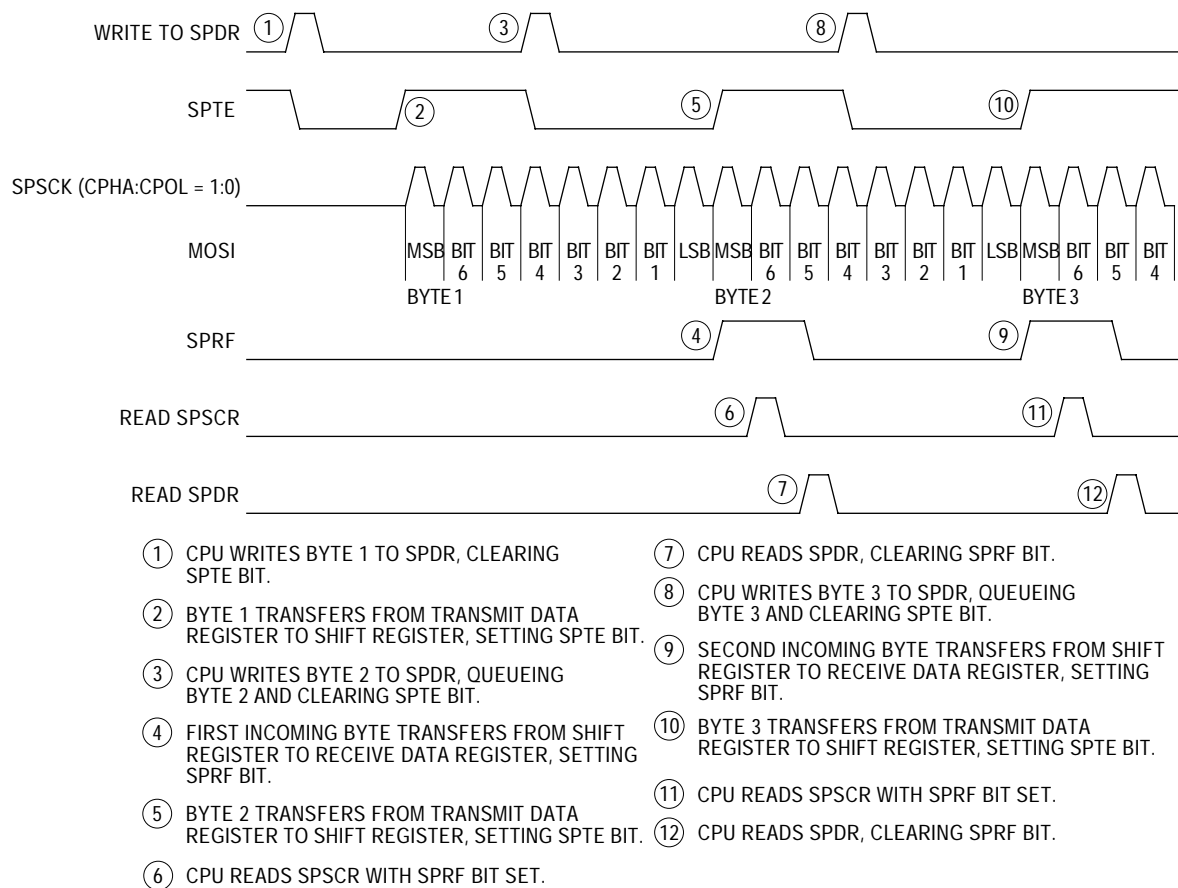 WRITE TO SPDR 1 3 8
SPTE 2 5 10
SPSCK (CPHA:CPOL = 1:0)
MOSI MSB BIT 6 BIT 5 BIT 4 BIT 3 BIT 2 BIT 1 LSB MSB BIT 6 BIT 5 BIT 4 BIT 3 BIT 2 BIT 1 LSB MSB BIT 6 BIT 5 BIT 4
BYTE 1 BYTE 2 BYTE 3
SPRF 4 9
READ SPSCR 6 11
READ SPDR 7 12
1 CPU WRITES BYTE 1 TO SPDR, CLEARING
SPTE BIT.
2 BYTE 1 TRANSFERS FROM TRANSMIT DATA
REGISTER TO SHIFT REGISTER, SETTING SPTE BIT.
3 CPU WRITES BYTE 2 TO SPDR, QUEUEING
BYTE 2 AND CLEARING SPTE BIT.
4 FIRST INCOMING BYTE TRANSFERS FROM SHIFT
REGISTER TO RECEIVE DATA REGISTER, SETTING
SPRF BIT.
5 BYTE 2 TRANSFERS FROM TRANSMIT DATA
REGISTER TO SHIFT REGISTER, SETTING SPTE BIT.
6 CPU READS SPSCR WITH SPRF BIT SET.
7 CPU READS SPDR, CLEARING SPRF BIT.
8 CPU WRITES BYTE 3 TO SPDR, QUEUEING
BYTE 3 AND CLEARING SPTE BIT.
9 SECOND INCOMING BYTE TRANSFERS FROM SHIFT
REGISTER TO RECEIVE DATA REGISTER, SETTING
SPRF BIT.
10 BYTE 3 TRANSFERS FROM TRANSMIT DATA
REGISTER TO SHIFT REGISTER, SETTING SPTE BIT.
11 CPU READS SPSCR WITH SPRF BIT SET.
12 CPU READS SPDR, CLEARING SPRF BIT.